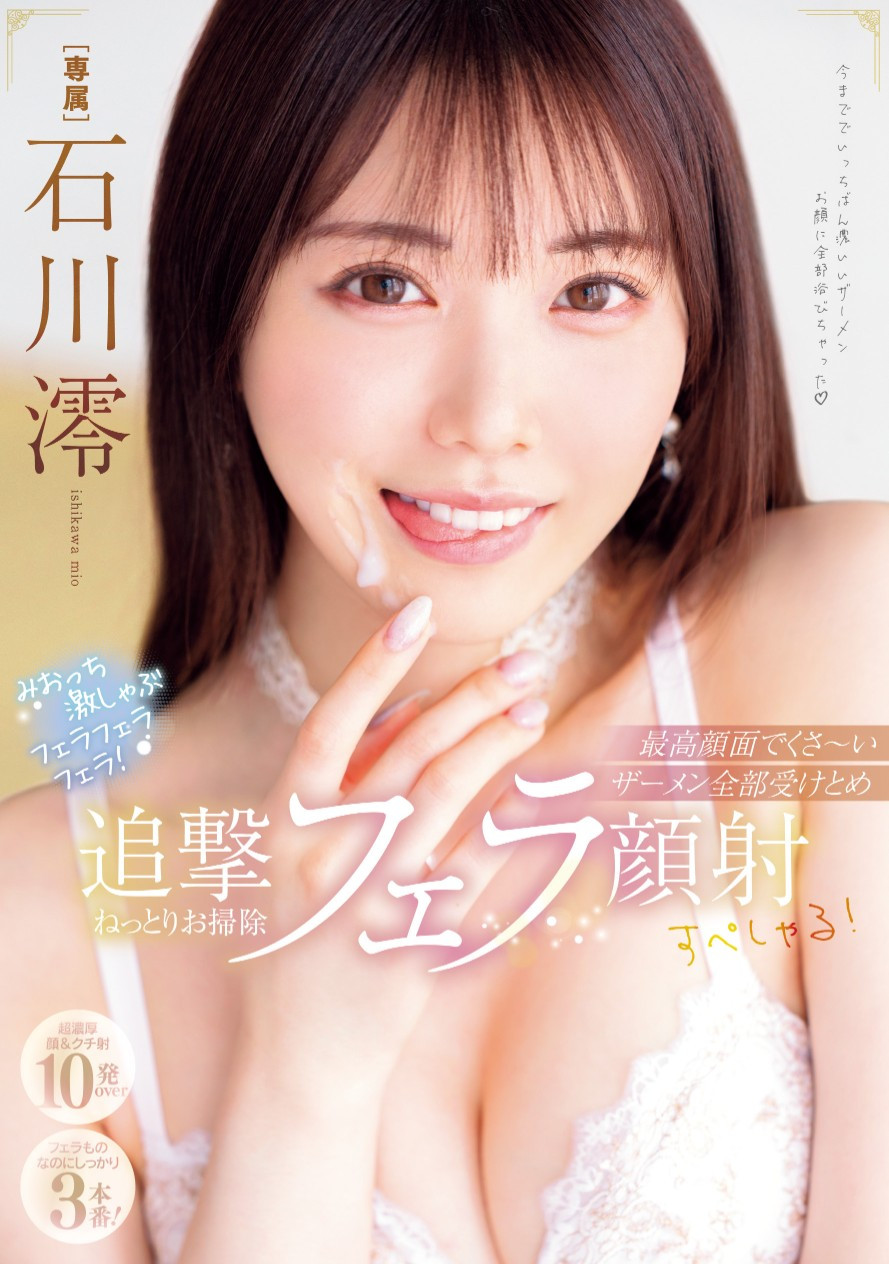 [専属]
石川澪
ishikawa mio
今まででいっちばん濃いいザーメン
お顔に全部浴びちゃった♡
みおっち
激しゃぶ
フェラフェラ
フェラ!
最高顔面でくさ〜い
ザーメン全部受けとめ
追撃フェラ顔射
ねっとりお掃除
すぺしゃる!
超濃厚
顔&クチ射
10発over
フェラもの
なのにしっかり
3本番!